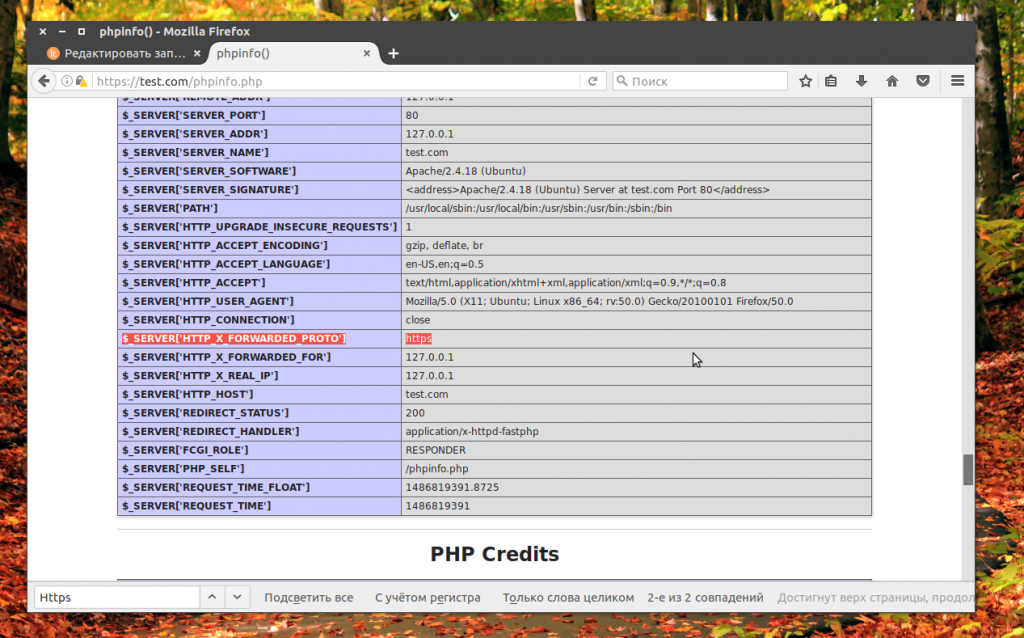 phpinfo() - Mozilla Firefox
Редактировать зап... phpinfo()
https://test.com/phpinfo.php Поиск
$_SERVER['REMOTE_ADDR'] 127.0.0.1
$_SERVER['SERVER_PORT'] 80
$_SERVER['SERVER_ADDR'] 127.0.0.1
$_SERVER['SERVER_NAME'] test.com
$_SERVER['SERVER_SOFTWARE'] Apache/2.4.18 (Ubuntu)
$_SERVER['SERVER_SIGNATURE'] <address>Apache/2.4.18 (Ubuntu) Server at test.com Port 80</address>
$_SERVER['PATH'] /usr/local/sbin:/usr/local/bin:/usr/sbin:/usr/bin:/sbin:/bin
$_SERVER['HTTP_UPGRADE_INSECURE_REQUESTS'] 1
$_SERVER['HTTP_ACCEPT_ENCODING'] gzip, deflate, br
$_SERVER['HTTP_ACCEPT_LANGUAGE'] en-US,en;q=0.5
$_SERVER['HTTP_ACCEPT'] text/html,application/xhtml+xml,application/xml;q=0.9,*/*;q=0.8
$_SERVER['HTTP_USER_AGENT'] Mozilla/5.0 (X11; Ubuntu; Linux x86_64; rv:50.0) Gecko/20100101 Firefox/50.0
$_SERVER['HTTP_CONNECTION'] close
$_SERVER['HTTP_X_FORWARDED_PROTO'] https
$_SERVER['HTTP_X_FORWARDED_FOR'] 127.0.0.1
$_SERVER['HTTP_X_REAL_IP'] 127.0.0.1
$_SERVER['HTTP_HOST'] test.com
$_SERVER['REDIRECT_STATUS'] 200
$_SERVER['REDIRECT_HANDLER'] application/x-httpd-fastphp
$_SERVER['FCGI_ROLE'] RESPONDER
$_SERVER['PHP_SELF'] /phpinfo.php
$_SERVER['REQUEST_TIME_FLOAT'] 1486819391.8725
$_SERVER['REQUEST_TIME'] 1486819391
PHP Credits
Https Подсветить все С учётом регистра Только слова целиком 2-е из 2 совпадений Достигнут верх страницы, продол